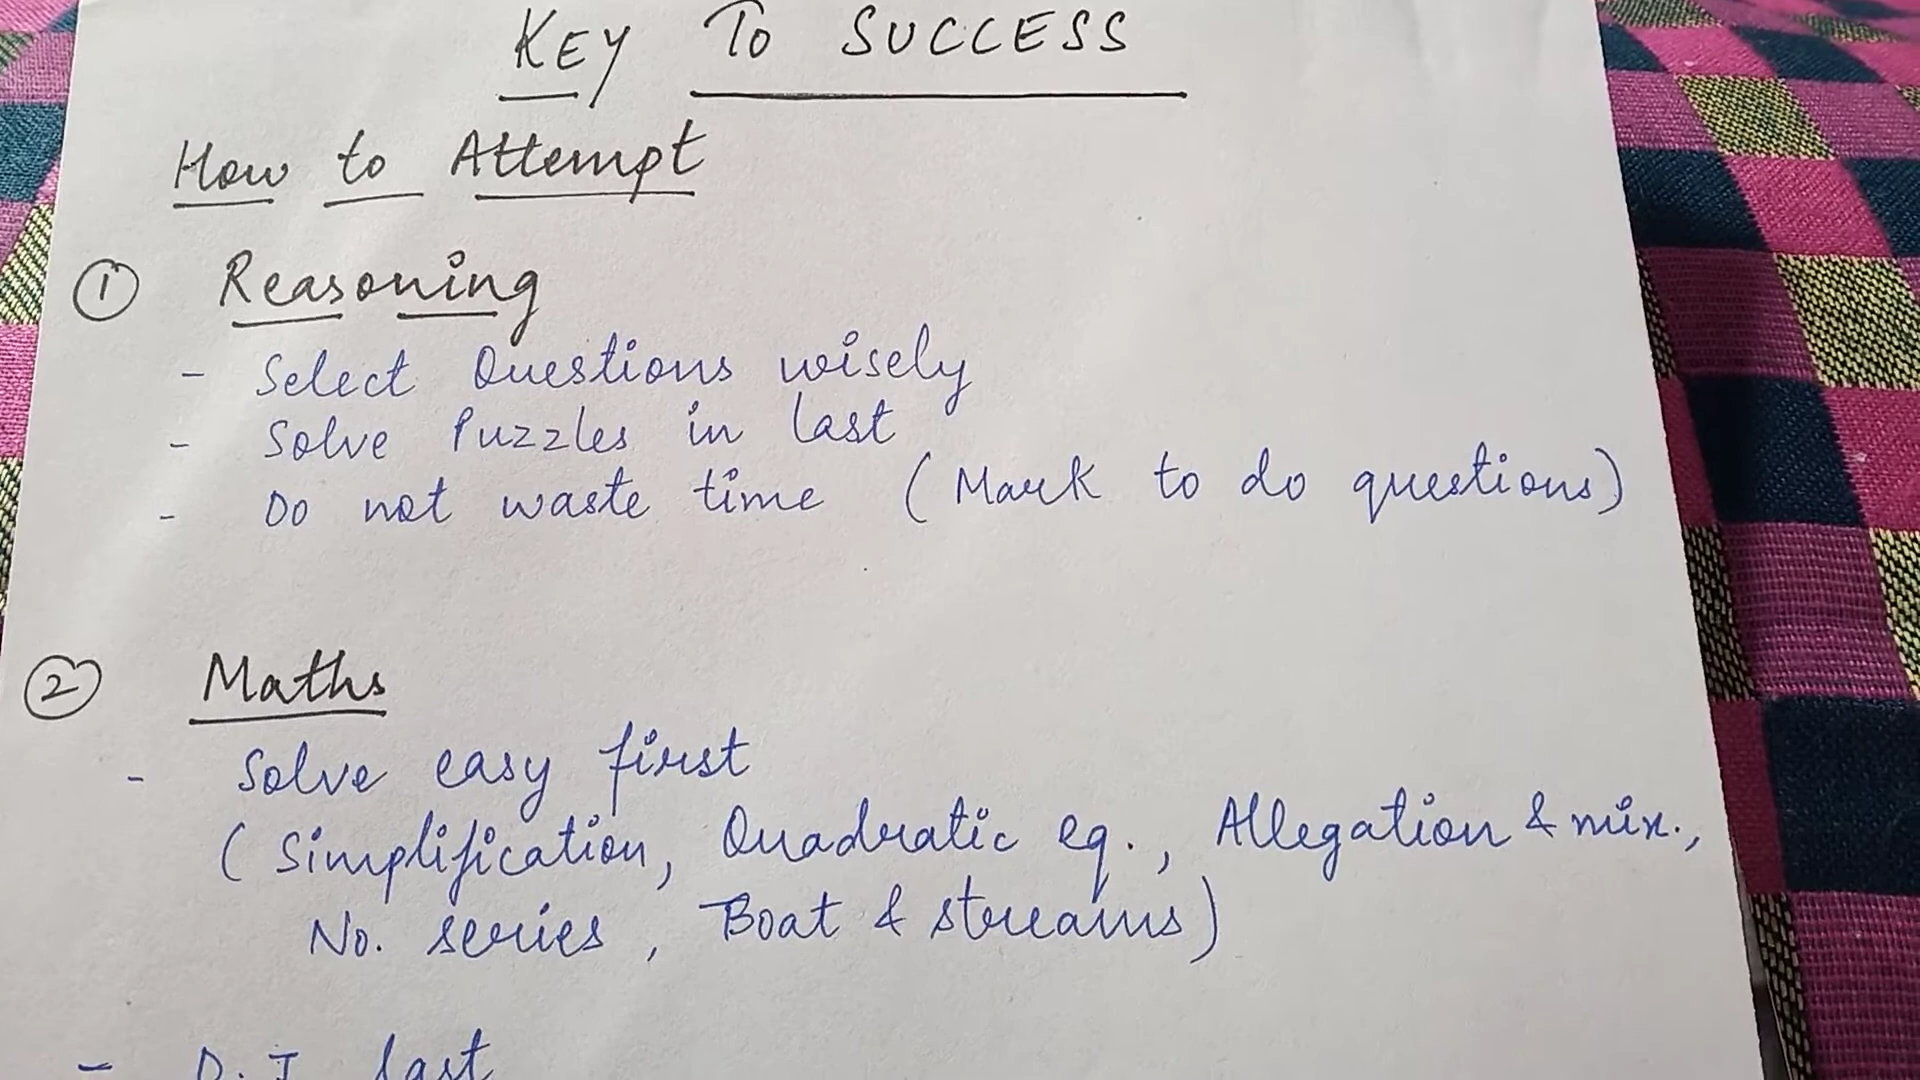 KEY TO SUCCESS
How to Attempt
① Reasoning
- Select Questions wisely
- Solve Puzzles in last
- Do not waste time (Mark to do questions)
② Maths
- Solve easy first
(Simplification, Quadratic eq., Allegation & mix.,
No. series, Boat & streams)
- D.I last